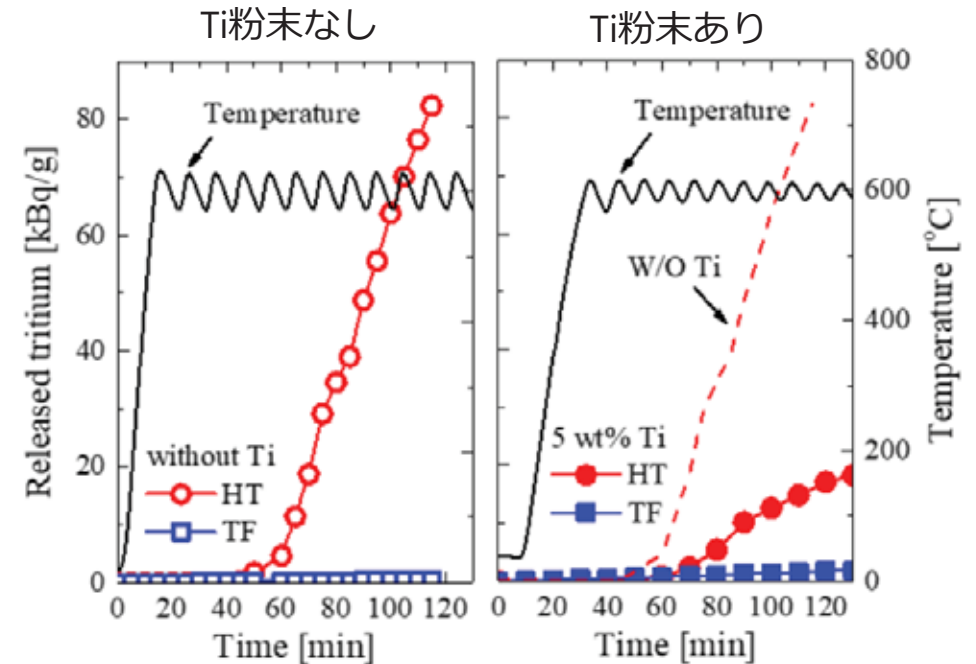 Ti粉末なし
Ti粉末あり
Released tritium [kBq/g]
80
60
40
20
0
Temperature
without Ti
HT
TF
0 20 40 60 80 100 120
Time [min]
Temperature
W/O Ti
5 wt% Ti
HT
TF
0 20 40 60 80 100 120
Time [min]
800
600
400
200
0
Temperature [°C]